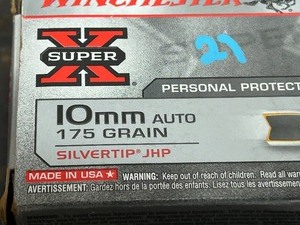 WINCHESTER
X
SUPER
21
PERSONAL PROTECT
10mm AUTO
175 GRAIN
SILVERTIP® JHP
MADE IN USA ★
WARNING: Keep out of reach of children. Read all war
AVERTISSEMENT: Gardez hors de la portée des enfants. Lisez tous les avertissement